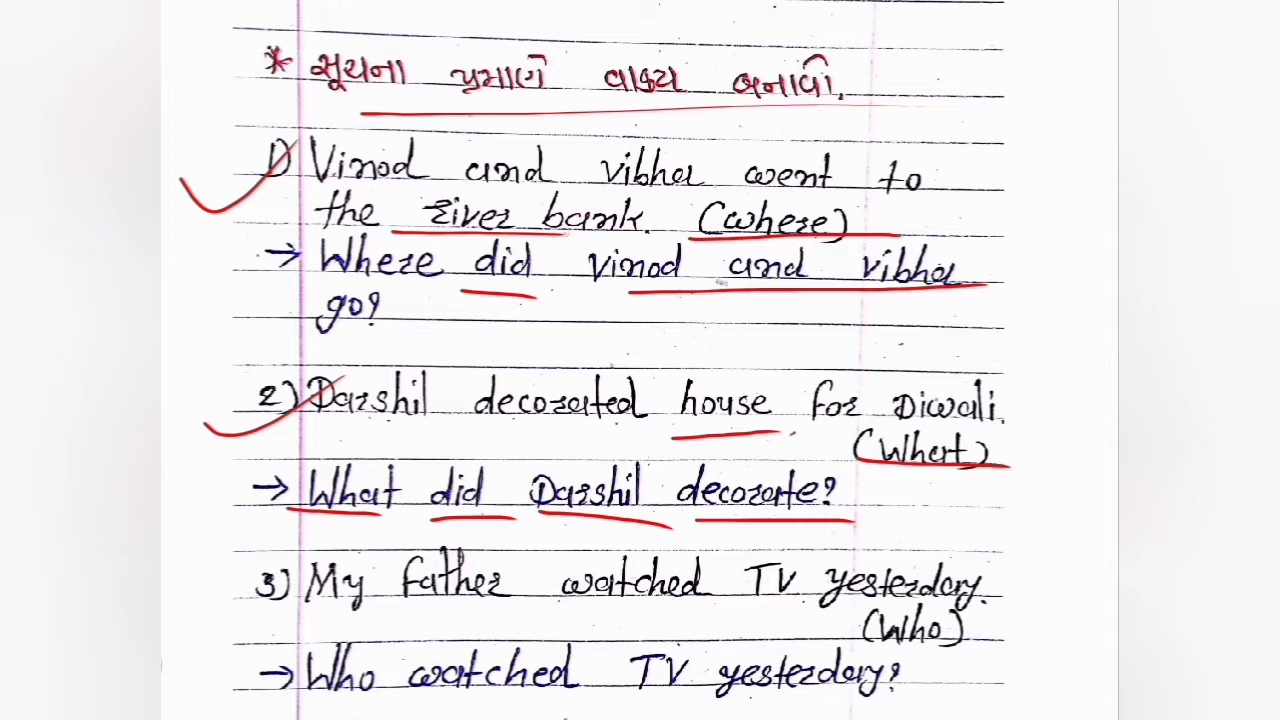 * સૂચના પ્રમાણે વાક્ય બનાવો.
1) Vinod and vibha went to
the river bank. (where)
→ Where did vinod and vibha
go?
2) Darshil decorated house for Diwali.
(What)
→ What did Darshil decorate?
3) My father watched TV yesterday.
(Who)
→ Who watched TV yesterday?